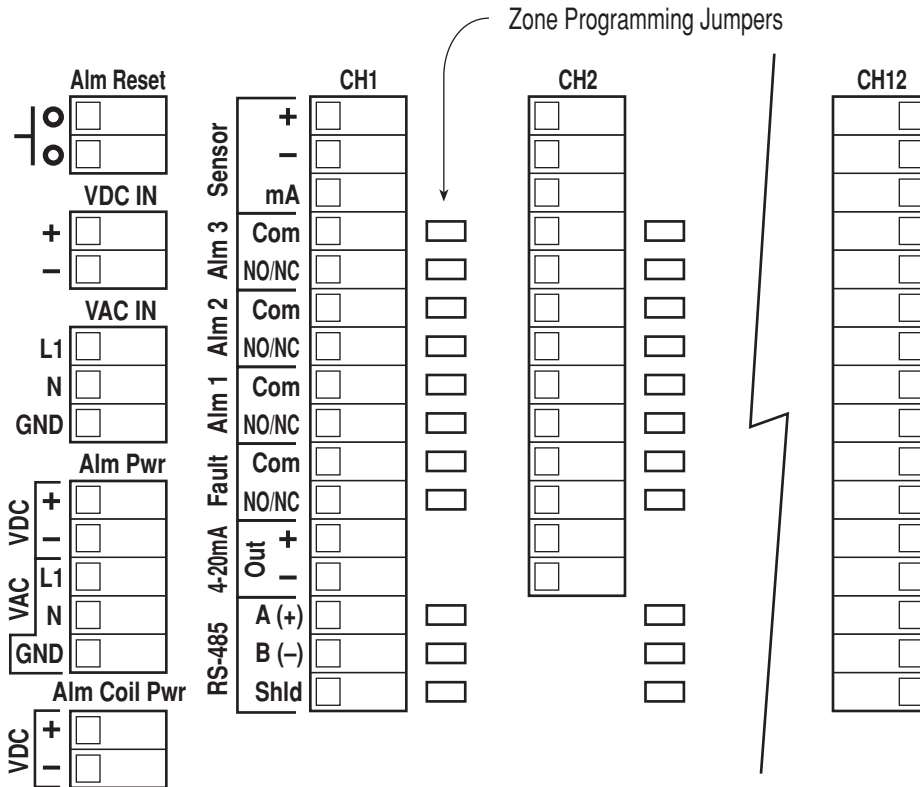 Zone Programming Jumpers
Alm Reset
VDC IN
+
–
VAC IN
L1
N
GND
Alm Pwr
VDC
+
–
VAC
L1
N
GND
Alm Coil Pwr
VDC
+
–
CH1
CH2
CH12
Sensor
+
–
mA
Alm 3
Com
NO/NC
Alm 2
Com
NO/NC
Alm 1
Com
NO/NC
Fault
Com
NO/NC
4-20mA
Out
+
–
RS-485
A (+)
B (–)
Shld